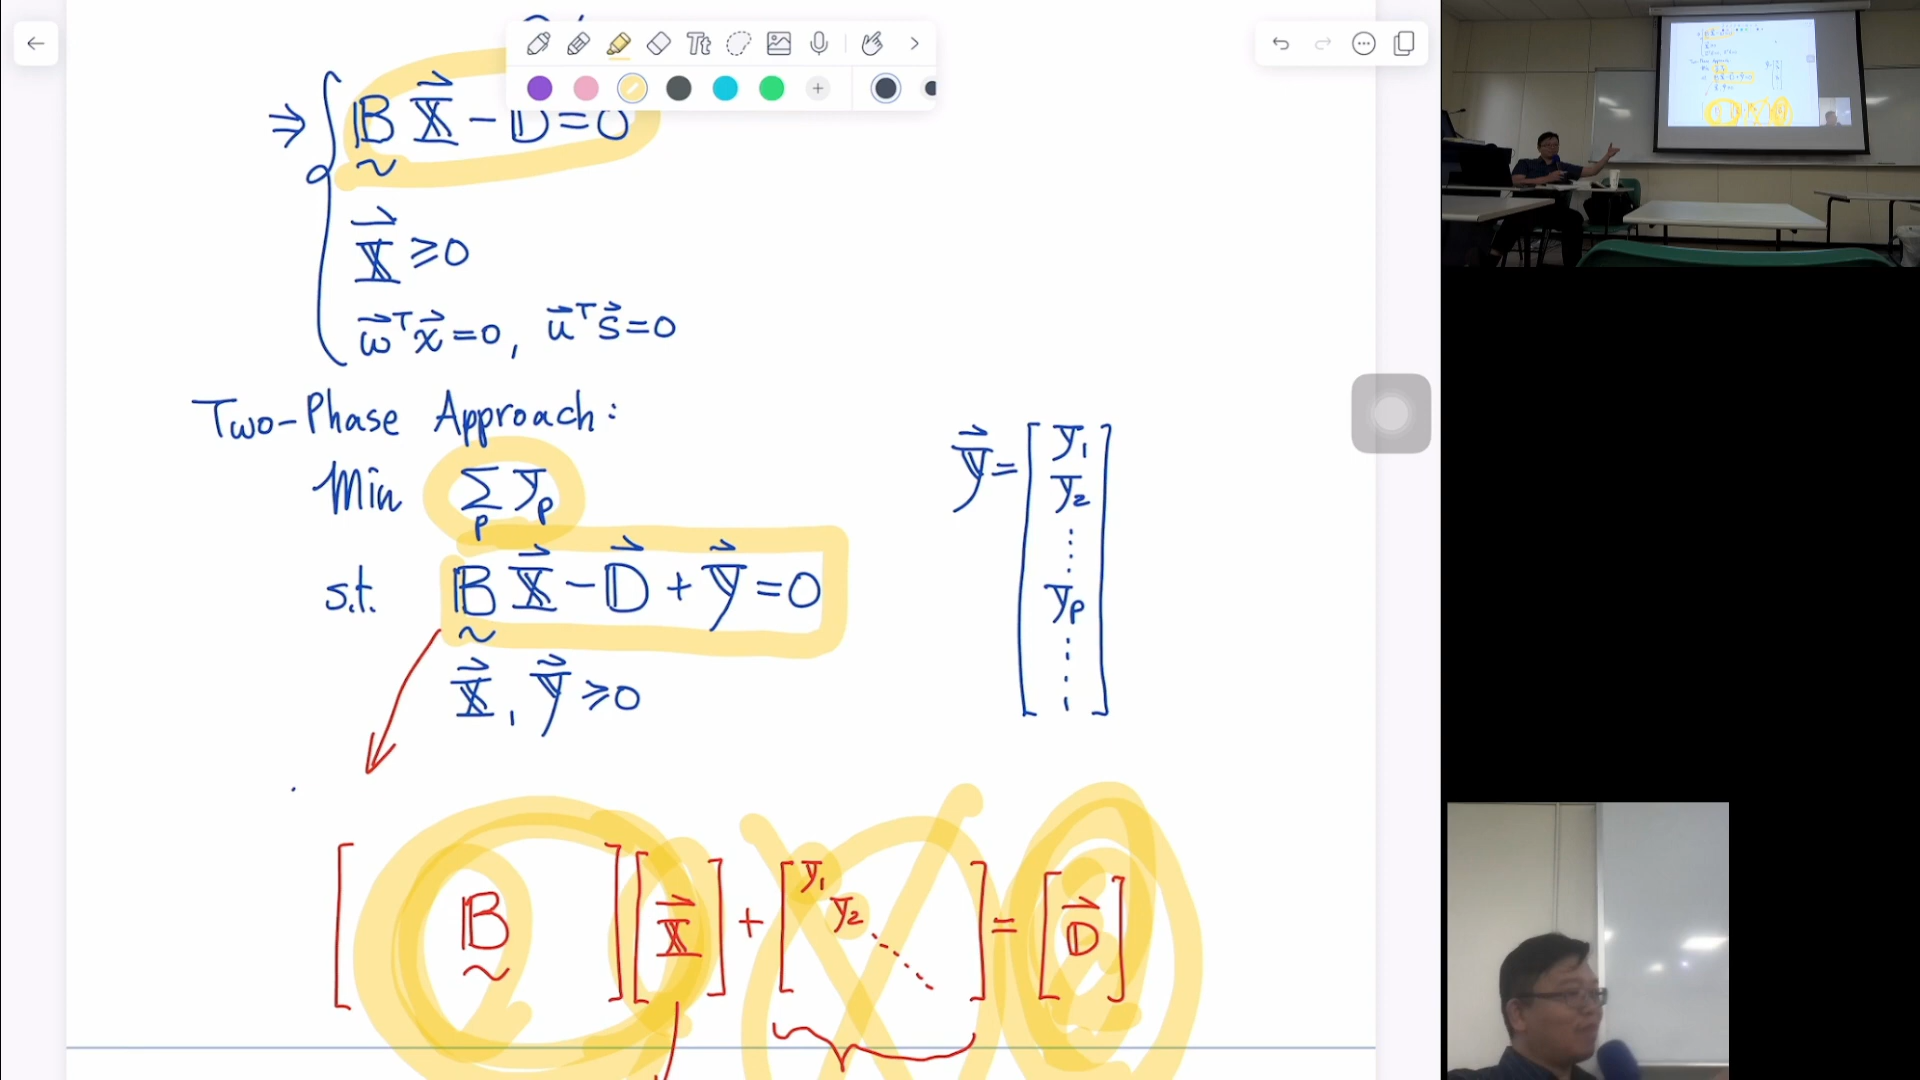 Tt
⇒ 𝔹 𝕏⃗ − 𝔻 = 0
𝕏⃗ ≥ 0
w⃗ᵀx⃗ = 0, u⃗ᵀs⃗ = 0
Two-Phase Approach:
Min Σ_p y_p
s.t. 𝔹 𝕏⃗ − 𝔻⃗ + 𝕐⃗ = 0
𝕏⃗, 𝕐⃗ ≥ 0
𝕐⃗ = [ y₁ y₂ ⋮ y_p ⋮ ]
[ 𝔹 ] [ 𝕏⃗ ] + [ y₁ y₂ ⋱ ] = [ 𝔻⃗ ]